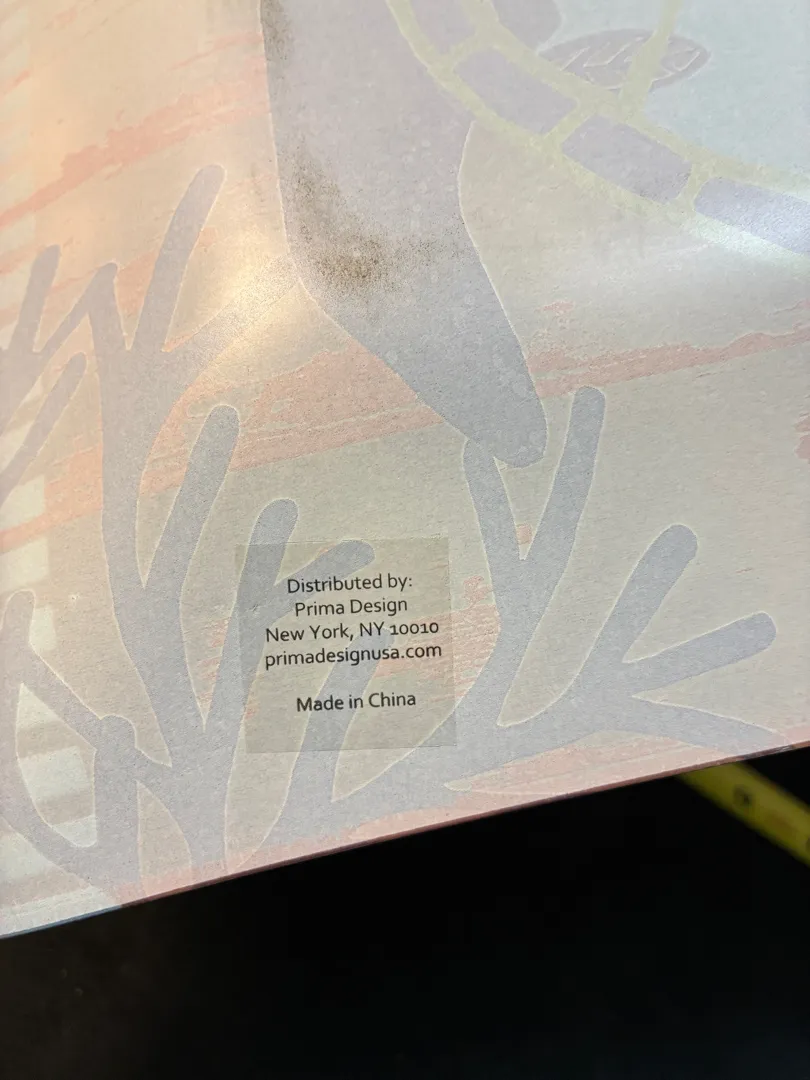 Distributed by:
Prima Design
New York, NY 10010
primadesignusa.com
Made in China